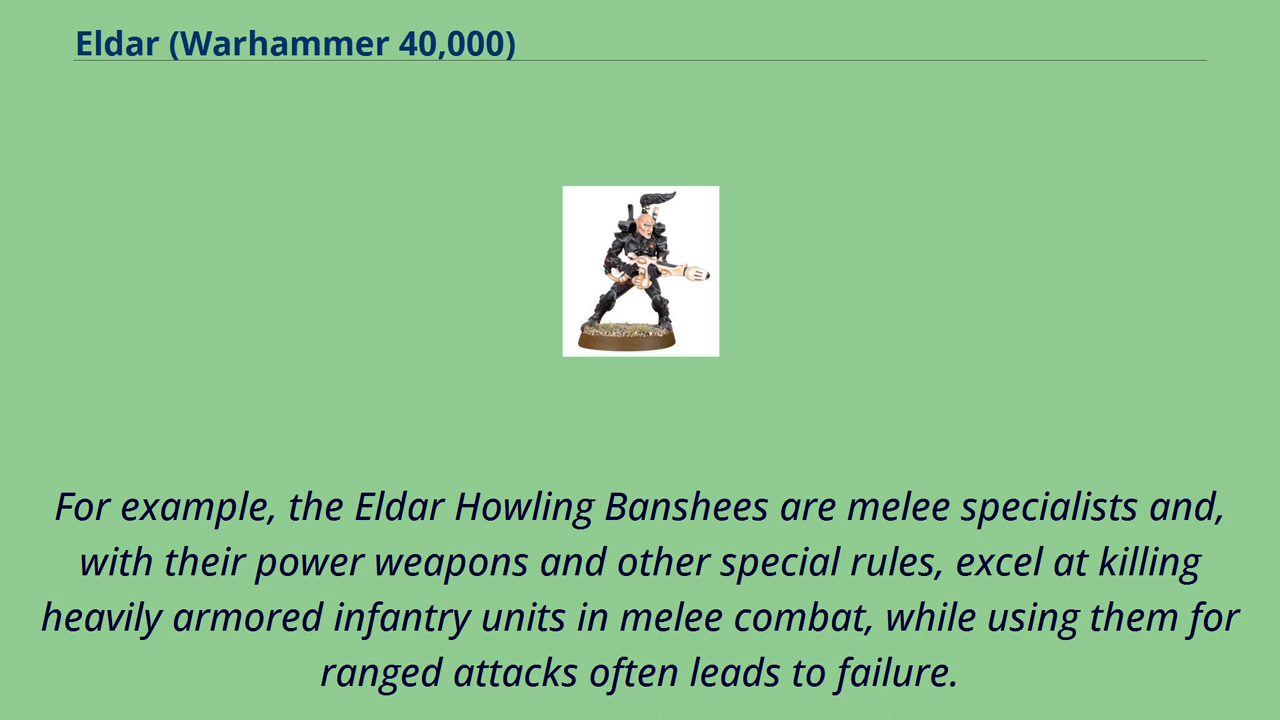 Eldar (Warhammer 40,000)
For example, the Eldar Howling Banshees are melee specialists and,
with their power weapons and other special rules, excel at killing
heavily armored infantry units in melee combat, while using them for
ranged attacks often leads to failure.